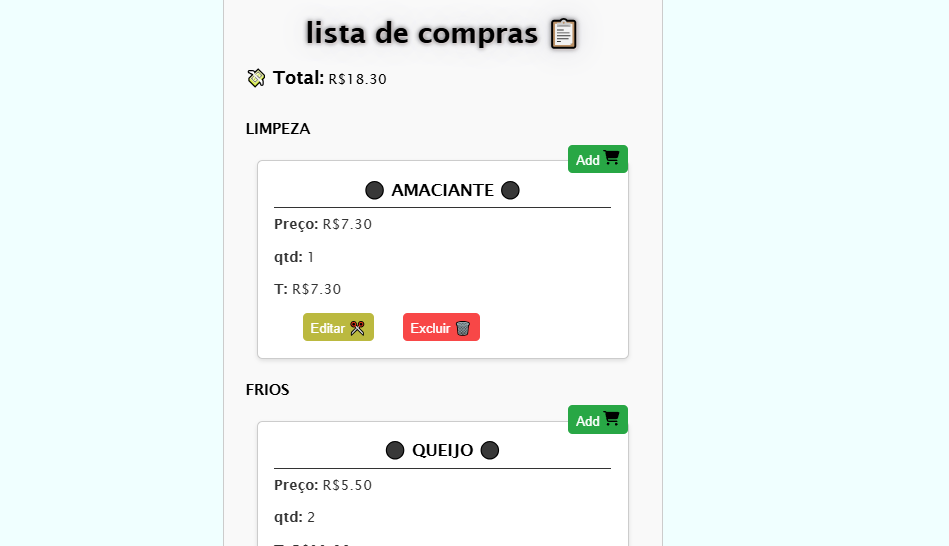 lista de compras
Total: R$18.30
LIMPEZA
Add
AMACIANTE
Preço: R$7.30
qtd: 1
T: R$7.30
Editar Excluir
FRIOS
Add
QUEIJO
Preço: R$5.50
qtd: 2